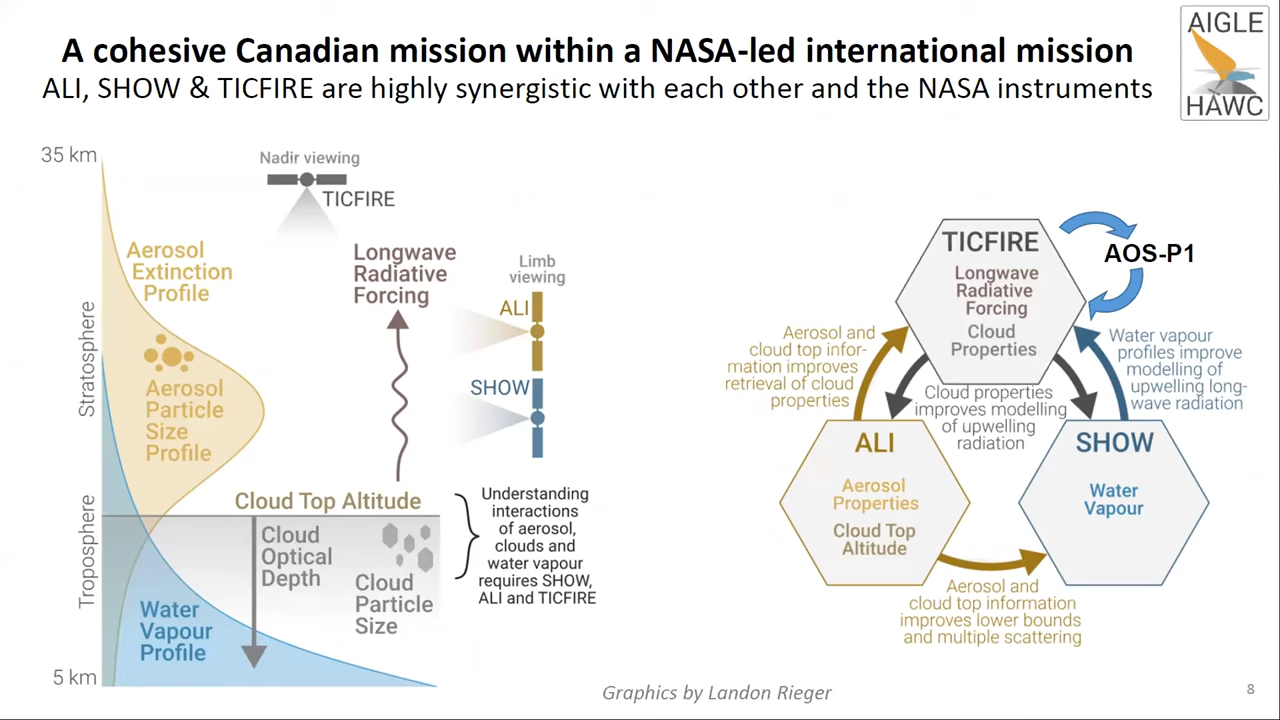 A cohesive Canadian mission within a NASA-led international mission
ALI, SHOW & TICFIRE are highly synergistic with each other and the NASA instruments
AIGLE
HAWC
35 km
Stratosphere
Troposphere
5 km
Nadir viewing
TICFIRE
Aerosol
Extinction
Profile
Aerosol
Particle
Size
Profile
Longwave
Radiative
Forcing
Limb
viewing
ALI
SHOW
Cloud Top Altitude
Cloud
Optical
Depth
Cloud
Particle
Size
Water
Vapour
Profile
Understanding
interactions
of aerosol,
clouds and
water vapour
requires SHOW,
ALI and TICFIRE
TICFIRE
Longwave
Radiative
Forcing
Cloud
Properties
AOS-P1
Aerosol and
cloud top infor-
mation improves
retrieval of cloud
properties
Cloud properties
improves modelling
of upwelling
radiation
Water vapour
profiles improve
modelling of
upwelling long-
wave radiation
ALI
Aerosol
Properties
Cloud Top
Altitude
SHOW
Water
Vapour
Aerosol and
cloud top information
improves lower bounds
and multiple scattering
Graphics by Landon Rieger
8